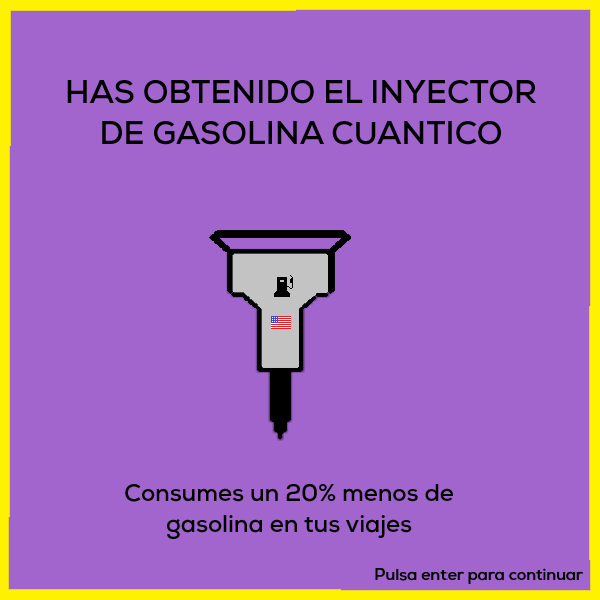 HAS OBTENIDO EL INYECTOR
DE GASOLINA CUANTICO
Consumes un 20% menos de
gasolina en tus viajes
Pulsa enter para continuar